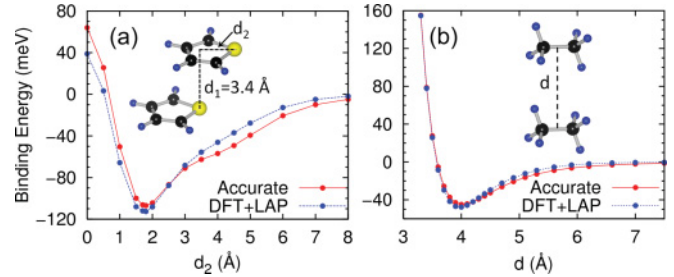 Binding Energy (meV)
80
40
0
−40
−80
−120
(a)
d₂
d₁=3.4 Å
Accurate
DFT+LAP
0 1 2 3 4 5 6 7 8
d₂ (Å)
160
120
80
40
0
−40
(b)
d
Accurate
DFT+LAP
3 4 5 6 7
d (Å)